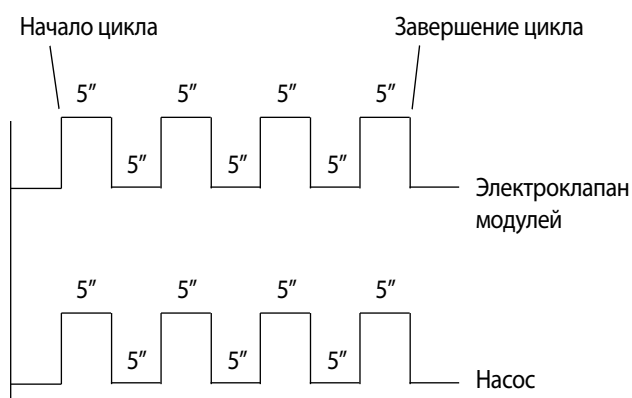 Начало цикла Завершение цикла
5″ 5″ 5″ 5″
5″ 5″ 5″
Электроклапан
модулей
5″ 5″ 5″ 5″
5″ 5″ 5″
Насос